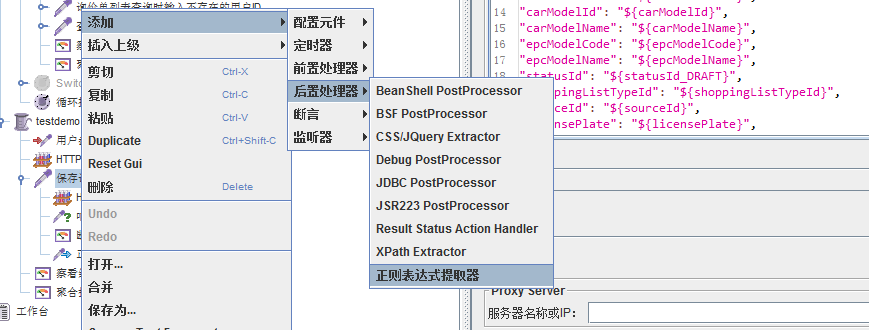 询价单列表查询时输入不存在的用户ID
添加
插入上级
剪切 Ctrl-X
复制 Ctrl-C
粘贴 Ctrl-V
Duplicate Ctrl+Shift-C
Reset Gui
删除 Delete
Undo
Redo
打开...
合并
保存为...
配置元件
定时器
前置处理器
后置处理器
断言
监听器
BeanShell PostProcessor
BSF PostProcessor
CSS/JQuery Extractor
Debug PostProcessor
JDBC PostProcessor
JSR223 PostProcessor
Result Status Action Handler
XPath Extractor
正则表达式提取器
循环
testdemo
用户
HTTP
保存
断
察看
聚合
工作台
14 "carModelId": "${carModelId}",
15 "carModelName": "${carModelName}",
16 "epcModelCode": "${epcModelCode}",
17 "epcModelName": "${epcModelName}",
18 "statusId": "${statusId_DRAFT}",
ppingListTypeId": "${shoppingListTypeId}",
rceId": "${sourceId}",
nsePlate": "${licensePlate}",
Proxy Server
服务器名称或IP：